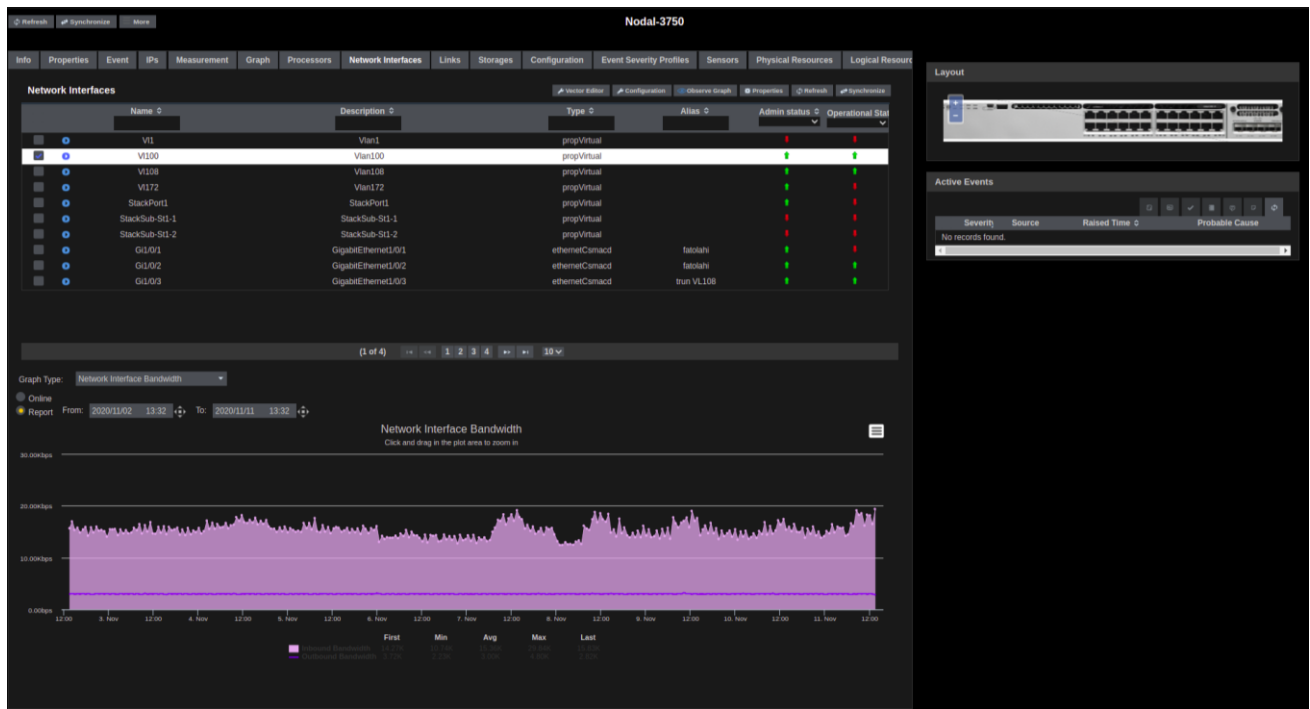 Refresh Synchronize More
Nodal-3750
Info Properties Event IPs Measurement Graph Processors Network Interfaces Links Storages Configuration Event Severity Profiles Sensors Physical Resources Logical Resourc
Network Interfaces
Vector Editor Configuration Observe Graph Properties Refresh Synchronize
Name Description Type Alias Admin status Operational Stat
Vl1 Vlan1 propVirtual
Vl100 Vlan100 propVirtual
Vl108 Vlan108 propVirtual
Vl172 Vlan172 propVirtual
StackPort1 StackPort1 propVirtual
StackSub-St1-1 StackSub-St1-1 propVirtual
StackSub-St1-2 StackSub-St1-2 propVirtual
Gi1/0/1 GigabitEthernet1/0/1 ethernetCsmacd fatolahi
Gi1/0/2 GigabitEthernet1/0/2 ethernetCsmacd fatolahi
Gi1/0/3 GigabitEthernet1/0/3 ethernetCsmacd trun VL108
(1 of 4) 1 2 3 4 10
Graph Type: Network Interface Bandwidth
Online
Report From: 2020/11/02 13:32 To: 2020/11/11 13:32
Network Interface Bandwidth
Click and drag in the plot area to zoom in
30.00Kbps
20.00Kbps
10.00Kbps
0.00bps
12:00 3. Nov 12:00 4. Nov 12:00 5. Nov 12:00 6. Nov 12:00 7. Nov 12:00 8. Nov 12:00 9. Nov 12:00 10. Nov 12:00 11. Nov 12:00
First Min Avg Max Last
Inbound Bandwidth
Outbound Bandwidth
Layout
+
-
Active Events
Severity Source Raised Time Probable Cause
No records found.